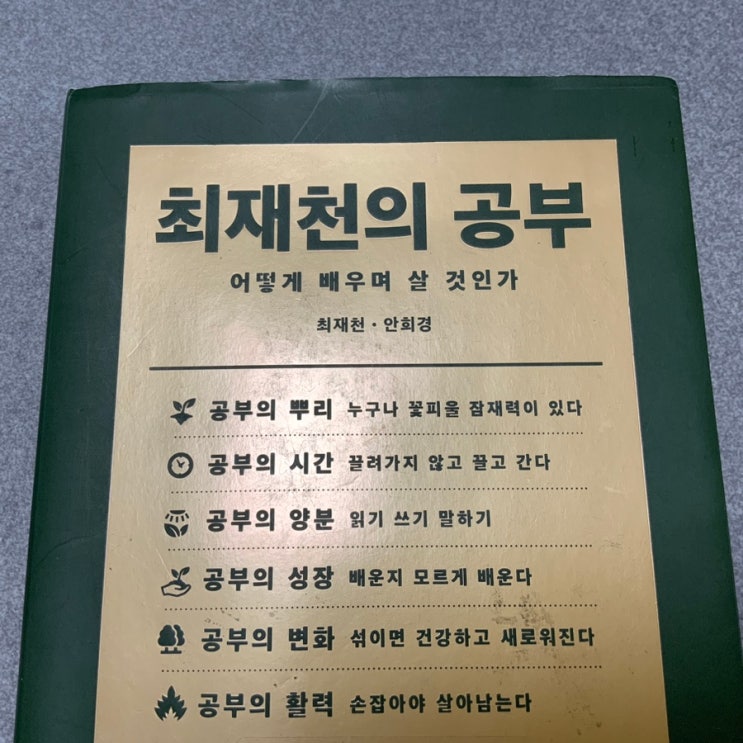 최재천의 공부
어떻게 배우며 살 것인가
최재천·안희경
공부의 뿌리 누구나 꽃피울 잠재력이 있다
공부의 시간 끌려가지 않고 끌고 간다
공부의 양분 읽기 쓰기 말하기
공부의 성장 배운지 모르게 배운다
공부의 변화 섞이면 건강하고 새로워진다
공부의 활력 손잡아야 살아남는다